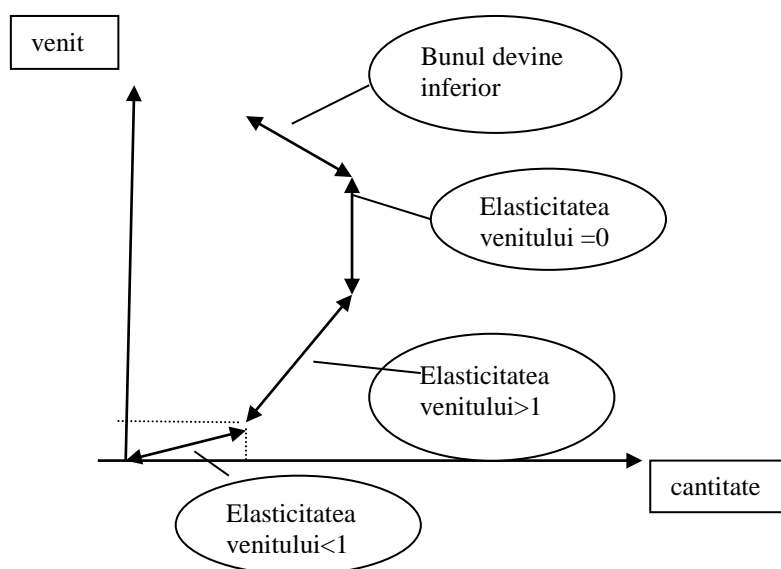 venit
Bunul devine
inferior
Elasticitatea
venitului =0
Elasticitatea
venitului>1
cantitate
Elasticitatea
venitului<1